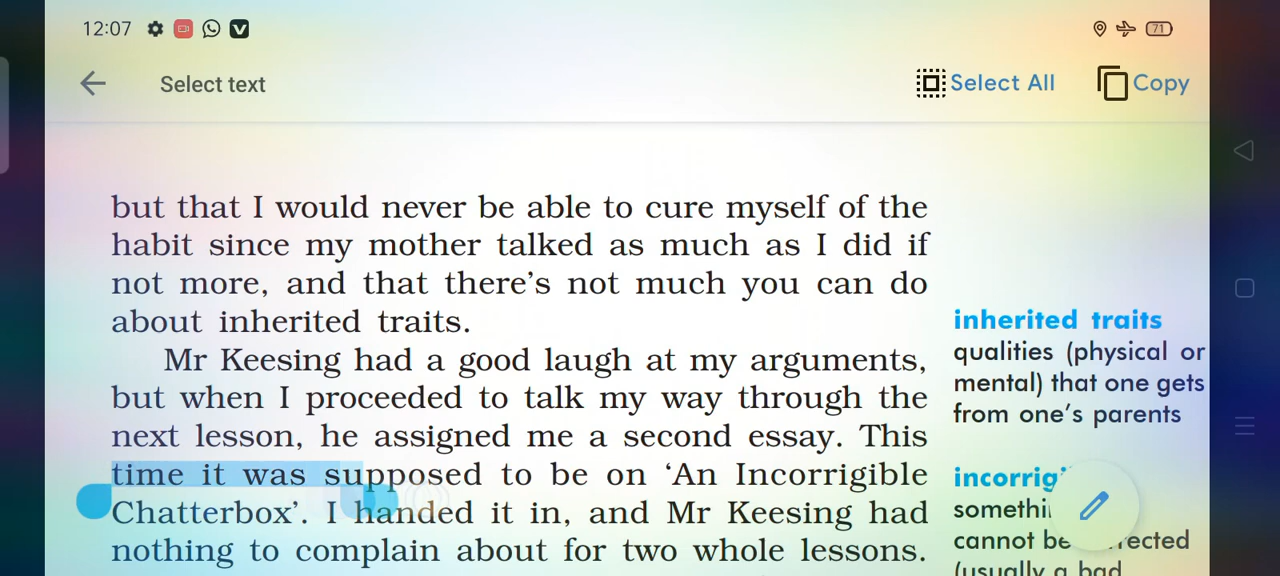 12:07
71
Select text
Select All
Copy
but that I would never be able to cure myself of the
habit since my mother talked as much as I did if
not more, and that there's not much you can do
about inherited traits.
Mr Keesing had a good laugh at my arguments,
but when I proceeded to talk my way through the
next lesson, he assigned me a second essay. This
time it was supposed to be on ‘An Incorrigible
Chatterbox’. I handed it in, and Mr Keesing had
nothing to complain about for two whole lessons.
inherited traits
qualities (physical or
mental) that one gets
from one’s parents
cannot
(usually a bad